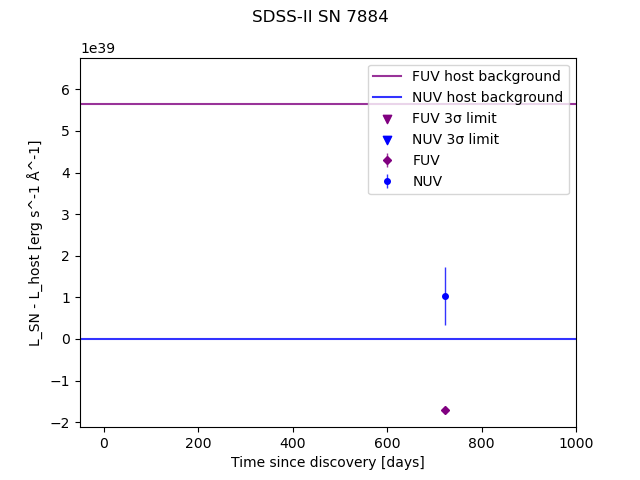 SDSS-II SN 7884
1e39
FUV host background
NUV host background
FUV 3σ limit
NUV 3σ limit
FUV
NUV
6
5
4
3
2
1
0
−1
−2
L_SN - L_host [erg s^-1 Å^-1]
0 200 400 600 800 1000
Time since discovery [days]